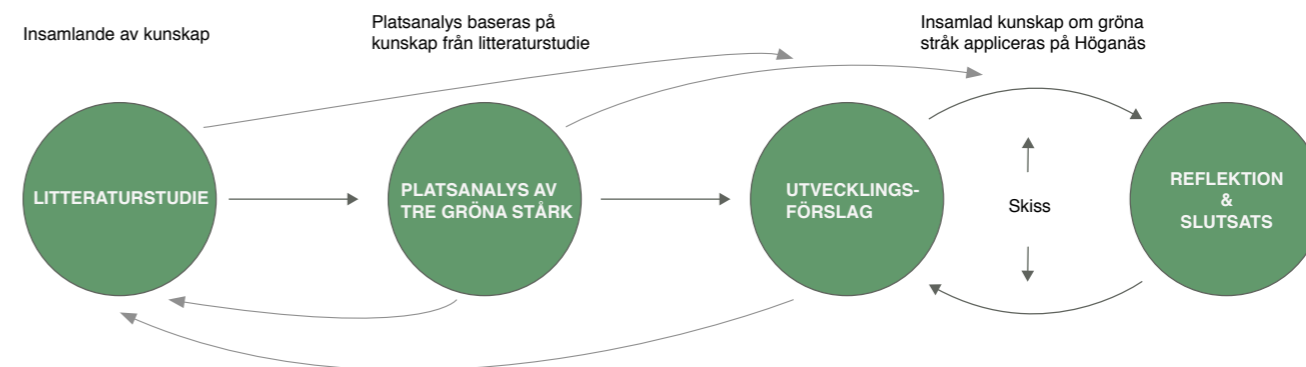 Insamlande av kunskap
Platsanalys baseras på
kunskap från litteraturstudie
Insamlad kunskap om gröna
stråk appliceras på Höganäs
LITTERATURSTUDIE
PLATSANALYS AV
TRE GRÖNA STÅRK
UTVECKLINGS-
FÖRSLAG
Skiss
REFLEKTION
&
SLUTSATS